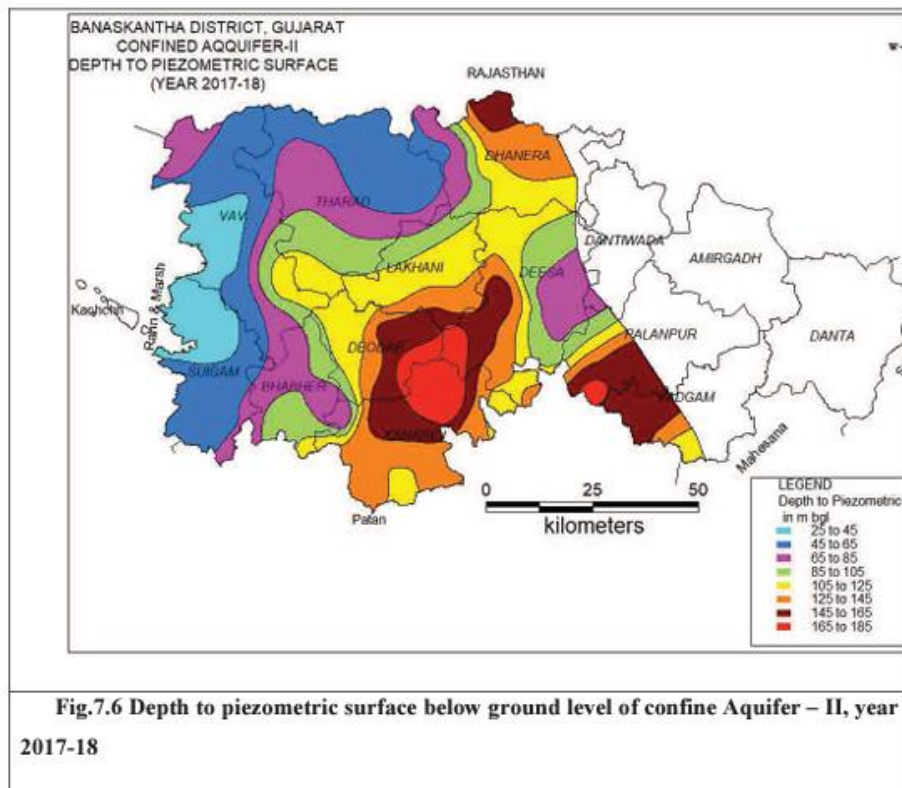 BANASKANTHA DISTRICT, GUJARAT
CONFINED AQQUIFER-II
DEPTH TO PIEZOMETRIC SURFACE
(YEAR 2017-18)
RAJASTHAN
DHANERA
THARAD
VAV
DANTIWADA
AMIRGADH
LAKHANI
DEESA
Rann & Marsh
PALANPUR
DANTA
SUIGAM
BHABHER
Mahesana
Patan
0 25 50
kilometers
LEGEND
Depth to Piezometric
in m bgl
25 to 45
45 to 65
65 to 85
85 to 105
105 to 125
125 to 145
145 to 165
165 to 185
Fig.7.6 Depth to piezometric surface below ground level of confine Aquifer – II, year
2017-18